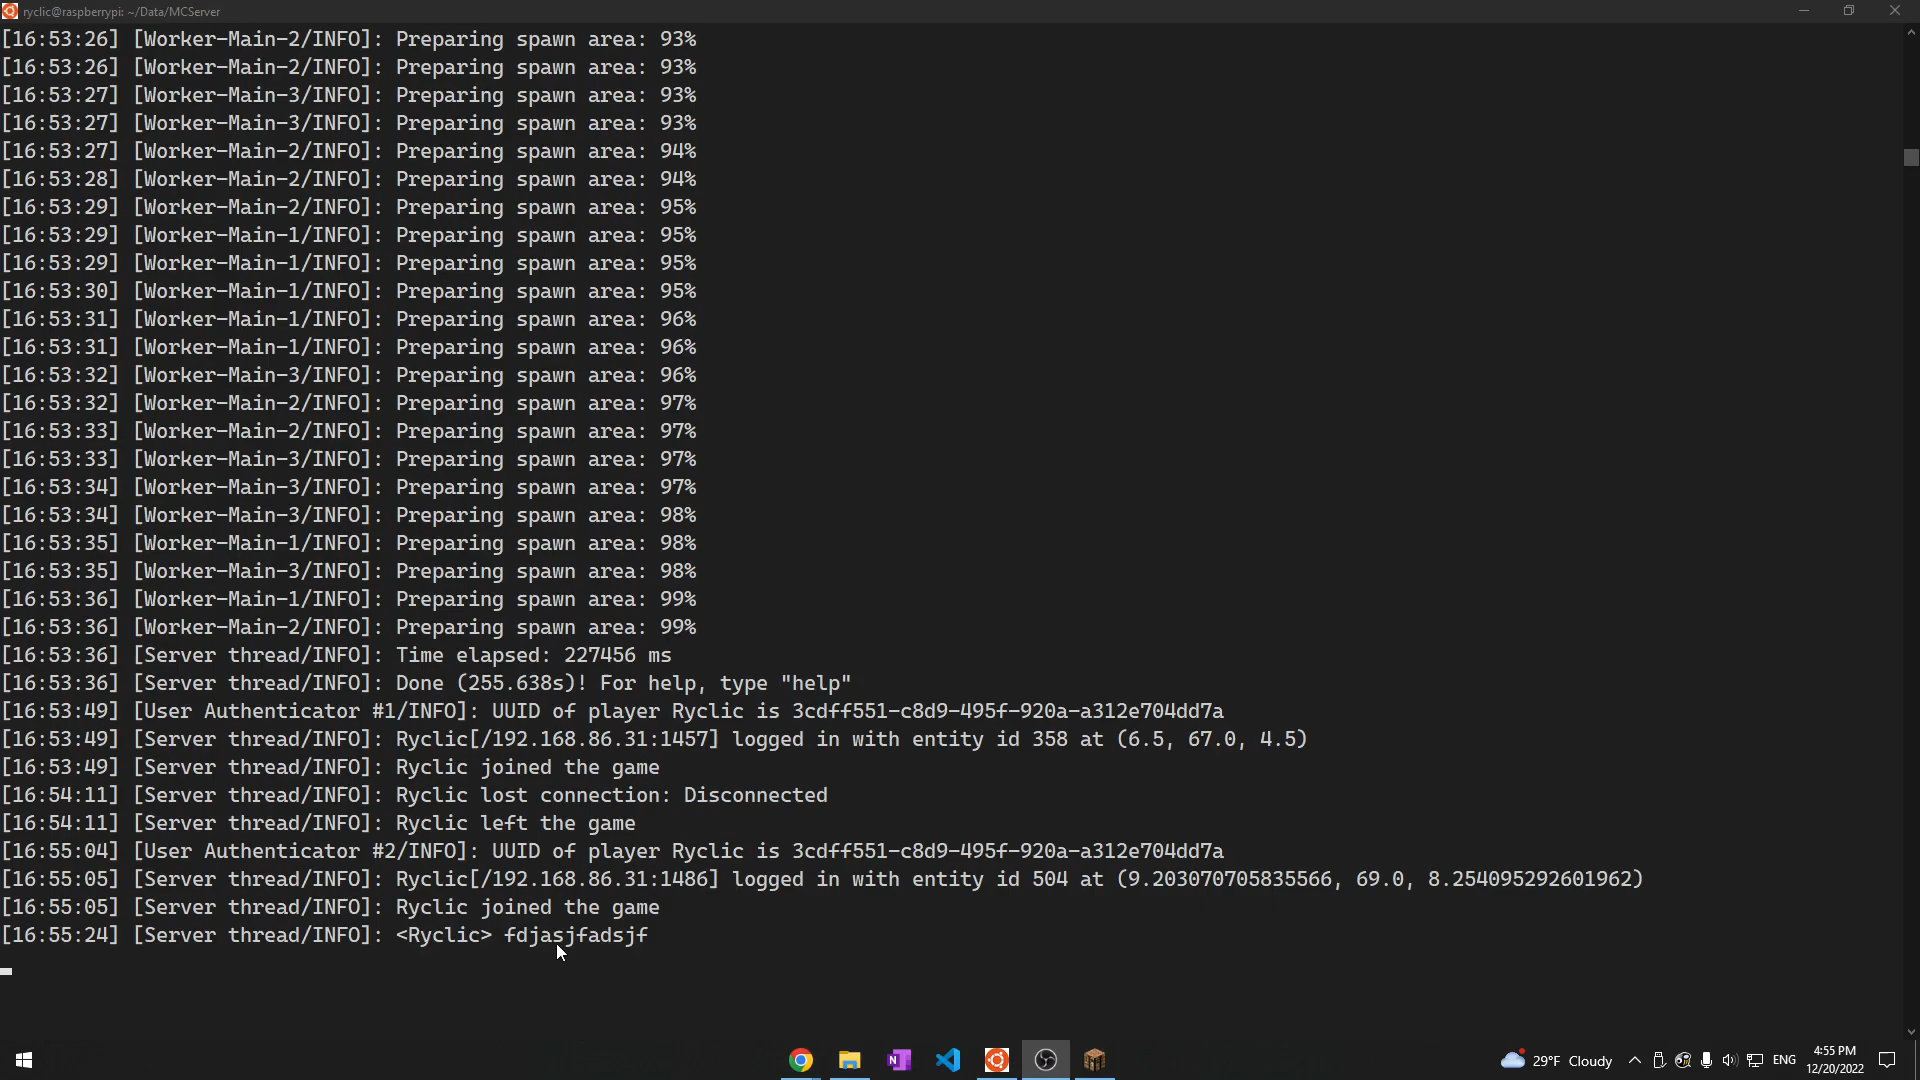 ryclic@raspberrypi: ~/Data/MCServer
[16:53:26] [Worker-Main-2/INFO]: Preparing spawn area: 93%
[16:53:26] [Worker-Main-2/INFO]: Preparing spawn area: 93%
[16:53:27] [Worker-Main-3/INFO]: Preparing spawn area: 93%
[16:53:27] [Worker-Main-3/INFO]: Preparing spawn area: 93%
[16:53:27] [Worker-Main-2/INFO]: Preparing spawn area: 94%
[16:53:28] [Worker-Main-2/INFO]: Preparing spawn area: 94%
[16:53:29] [Worker-Main-2/INFO]: Preparing spawn area: 95%
[16:53:29] [Worker-Main-1/INFO]: Preparing spawn area: 95%
[16:53:29] [Worker-Main-1/INFO]: Preparing spawn area: 95%
[16:53:30] [Worker-Main-1/INFO]: Preparing spawn area: 95%
[16:53:31] [Worker-Main-1/INFO]: Preparing spawn area: 96%
[16:53:31] [Worker-Main-1/INFO]: Preparing spawn area: 96%
[16:53:32] [Worker-Main-3/INFO]: Preparing spawn area: 96%
[16:53:32] [Worker-Main-2/INFO]: Preparing spawn area: 97%
[16:53:33] [Worker-Main-2/INFO]: Preparing spawn area: 97%
[16:53:33] [Worker-Main-3/INFO]: Preparing spawn area: 97%
[16:53:34] [Worker-Main-3/INFO]: Preparing spawn area: 97%
[16:53:34] [Worker-Main-3/INFO]: Preparing spawn area: 98%
[16:53:35] [Worker-Main-1/INFO]: Preparing spawn area: 98%
[16:53:35] [Worker-Main-3/INFO]: Preparing spawn area: 98%
[16:53:36] [Worker-Main-1/INFO]: Preparing spawn area: 99%
[16:53:36] [Worker-Main-2/INFO]: Preparing spawn area: 99%
[16:53:36] [Server thread/INFO]: Time elapsed: 227456 ms
[16:53:36] [Server thread/INFO]: Done (255.638s)! For help, type "help"
[16:53:49] [User Authenticator #1/INFO]: UUID of player Ryclic is 3cdff551-c8d9-495f-920a-a312e704dd7a
[16:53:49] [Server thread/INFO]: Ryclic[/192.168.86.31:1457] logged in with entity id 358 at (6.5, 67.0, 4.5)
[16:53:49] [Server thread/INFO]: Ryclic joined the game
[16:54:11] [Server thread/INFO]: Ryclic lost connection: Disconnected
[16:54:11] [Server thread/INFO]: Ryclic left the game
[16:55:04] [User Authenticator #2/INFO]: UUID of player Ryclic is 3cdff551-c8d9-495f-920a-a312e704dd7a
[16:55:05] [Server thread/INFO]: Ryclic[/192.168.86.31:1486] logged in with entity id 504 at (9.203070705835566, 69.0, 8.254095292601962)
[16:55:05] [Server thread/INFO]: Ryclic joined the game
[16:55:24] [Server thread/INFO]: <Ryclic> fdjasjfadsjf
N
29°F Cloudy
ENG
4:55 PM
12/20/2022